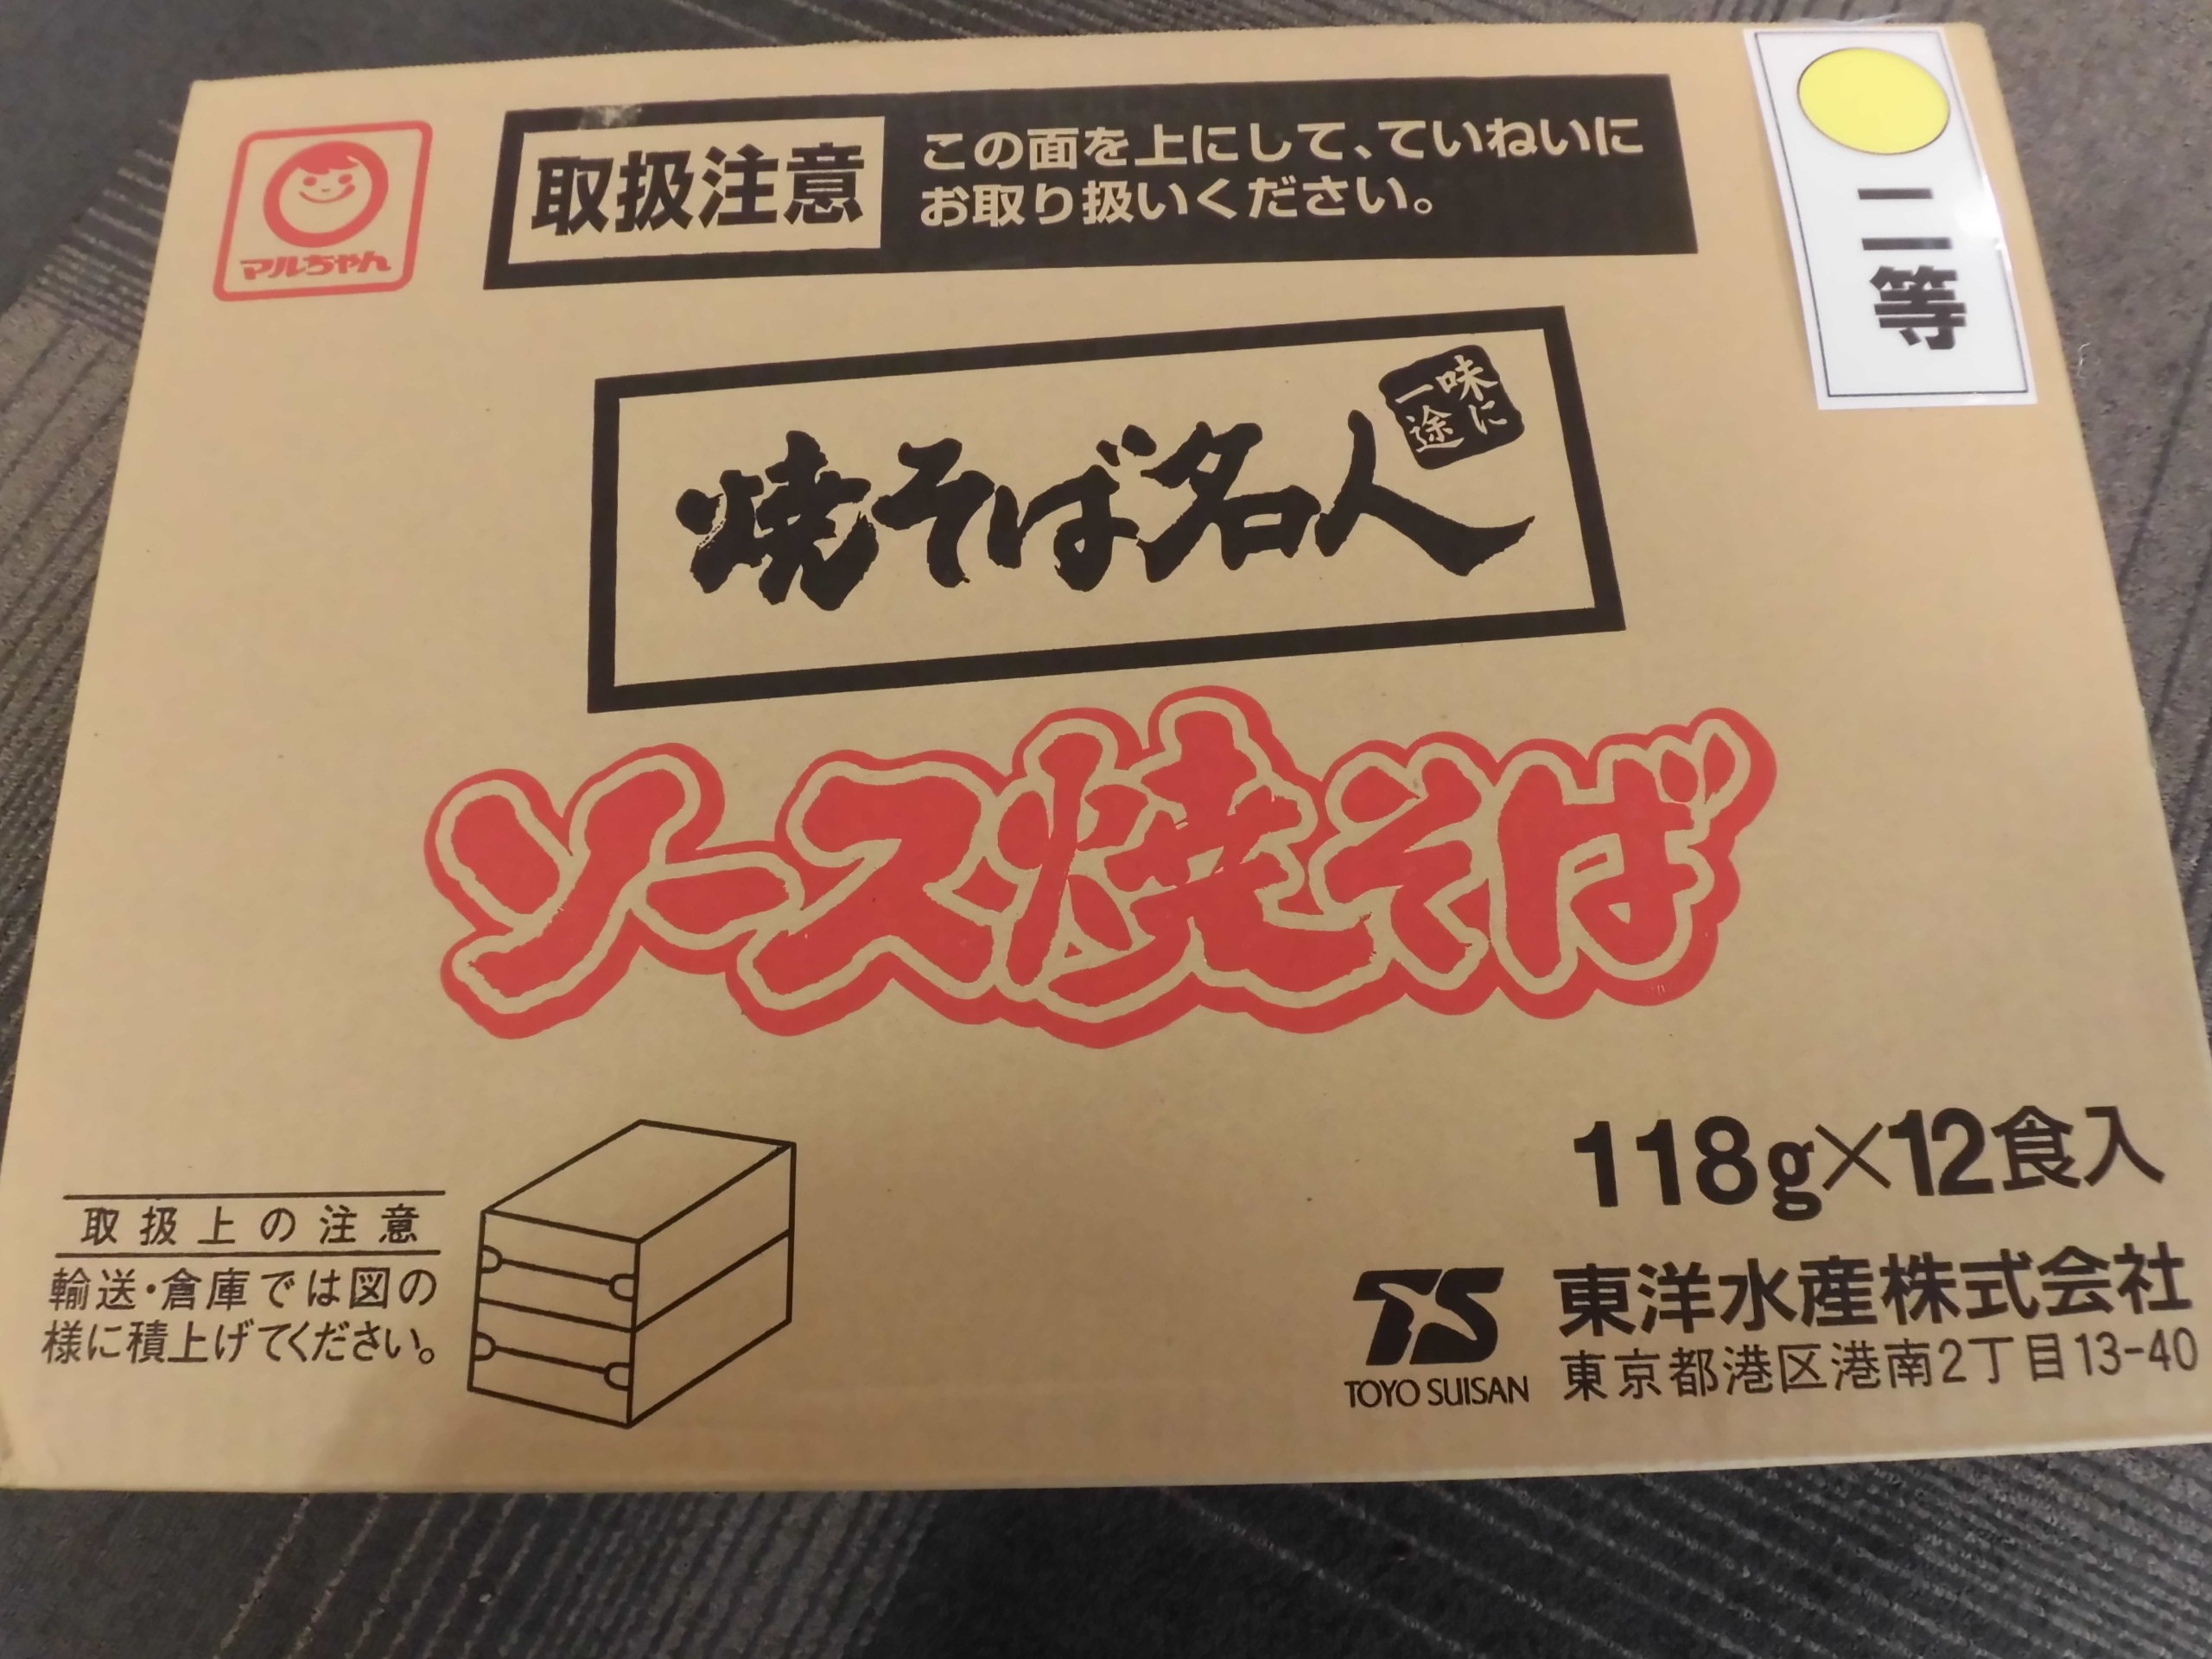 マルちゃん
取扱注意
この面を上にして、ていねいに
お取り扱いください。
二等
味に
一途
焼そば名人
ソース焼そば
118g×12食入
取扱上の注意
輸送・倉庫では図の
様に積上げてください。
TS
TOYO SUISAN
東洋水産株式会社
東京都港区港南2丁目13-40